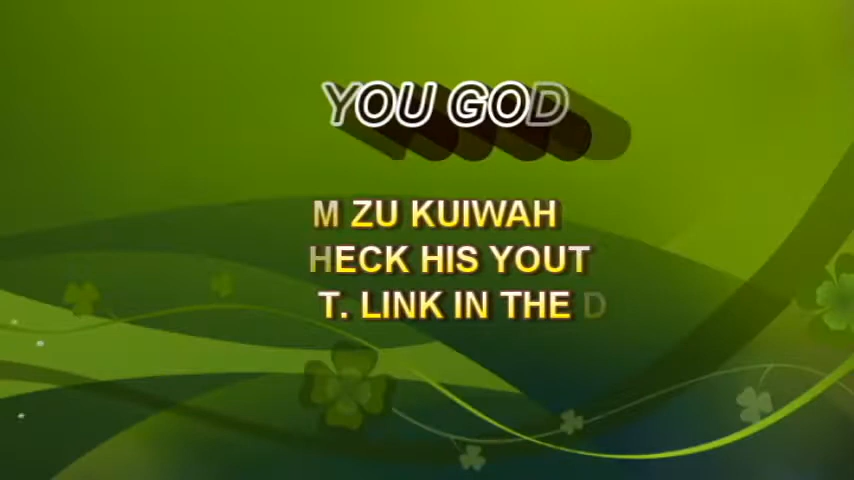 YOU GOD
M ZU KUIWAH
HECK HIS YOUT
T. LINK IN THE D